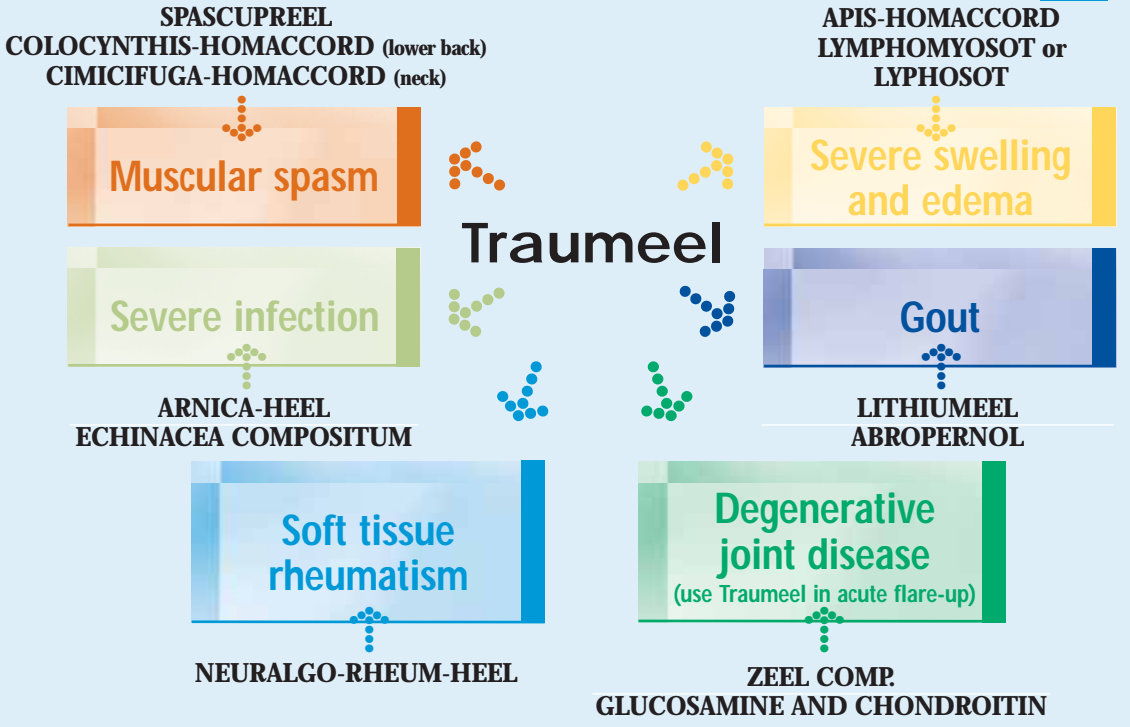 SPASCUPREEL
COLOCYNTHIS-HOMACCORD (lower back)
CIMICIFUGA-HOMACCORD (neck)
Muscular spasm
APIS-HOMACCORD
LYMPHOMYOSOT or
LYPHOSOT
Severe swelling
and edema
Traumeel
Severe infection
ARNICA-HEEL
ECHINACEA COMPOSITUM
Gout
LITHIUMEEL
ABROPERNOL
Soft tissue
rheumatism
NEURALGO-RHEUM-HEEL
Degenerative
joint disease
(use Traumeel in acute flare-up)
ZEEL COMP.
GLUCOSAMINE AND CHONDROITIN